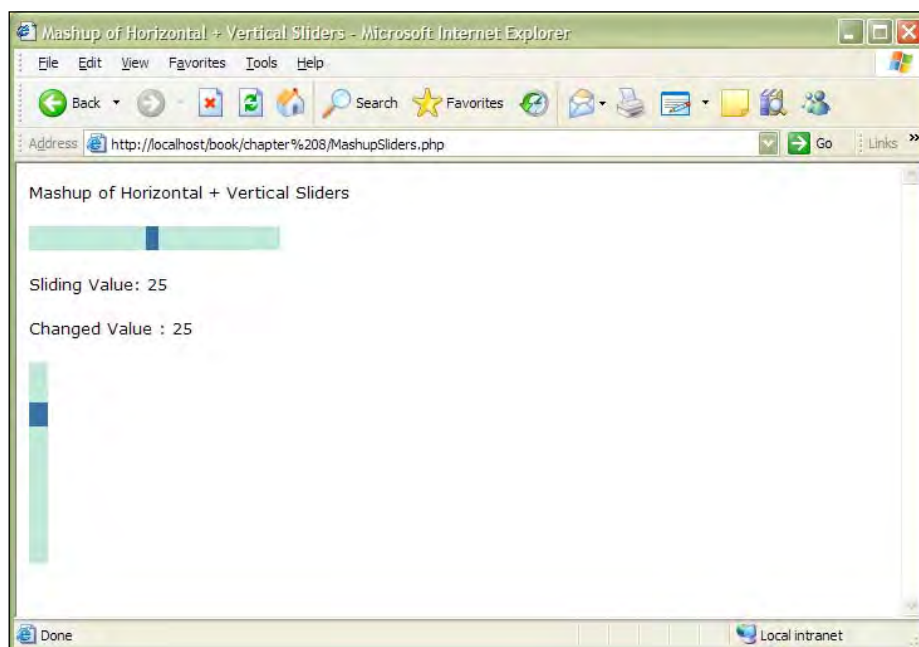 Mashup of Horizontal + Vertical Sliders - Microsoft Internet Explorer
File Edit View Favorites Tools Help
Back Search Favorites
Address http://localhost/book/chapter%208/MashupSliders.php Go Links »
Mashup of Horizontal + Vertical Sliders
Sliding Value: 25
Changed Value : 25
Done Local intranet